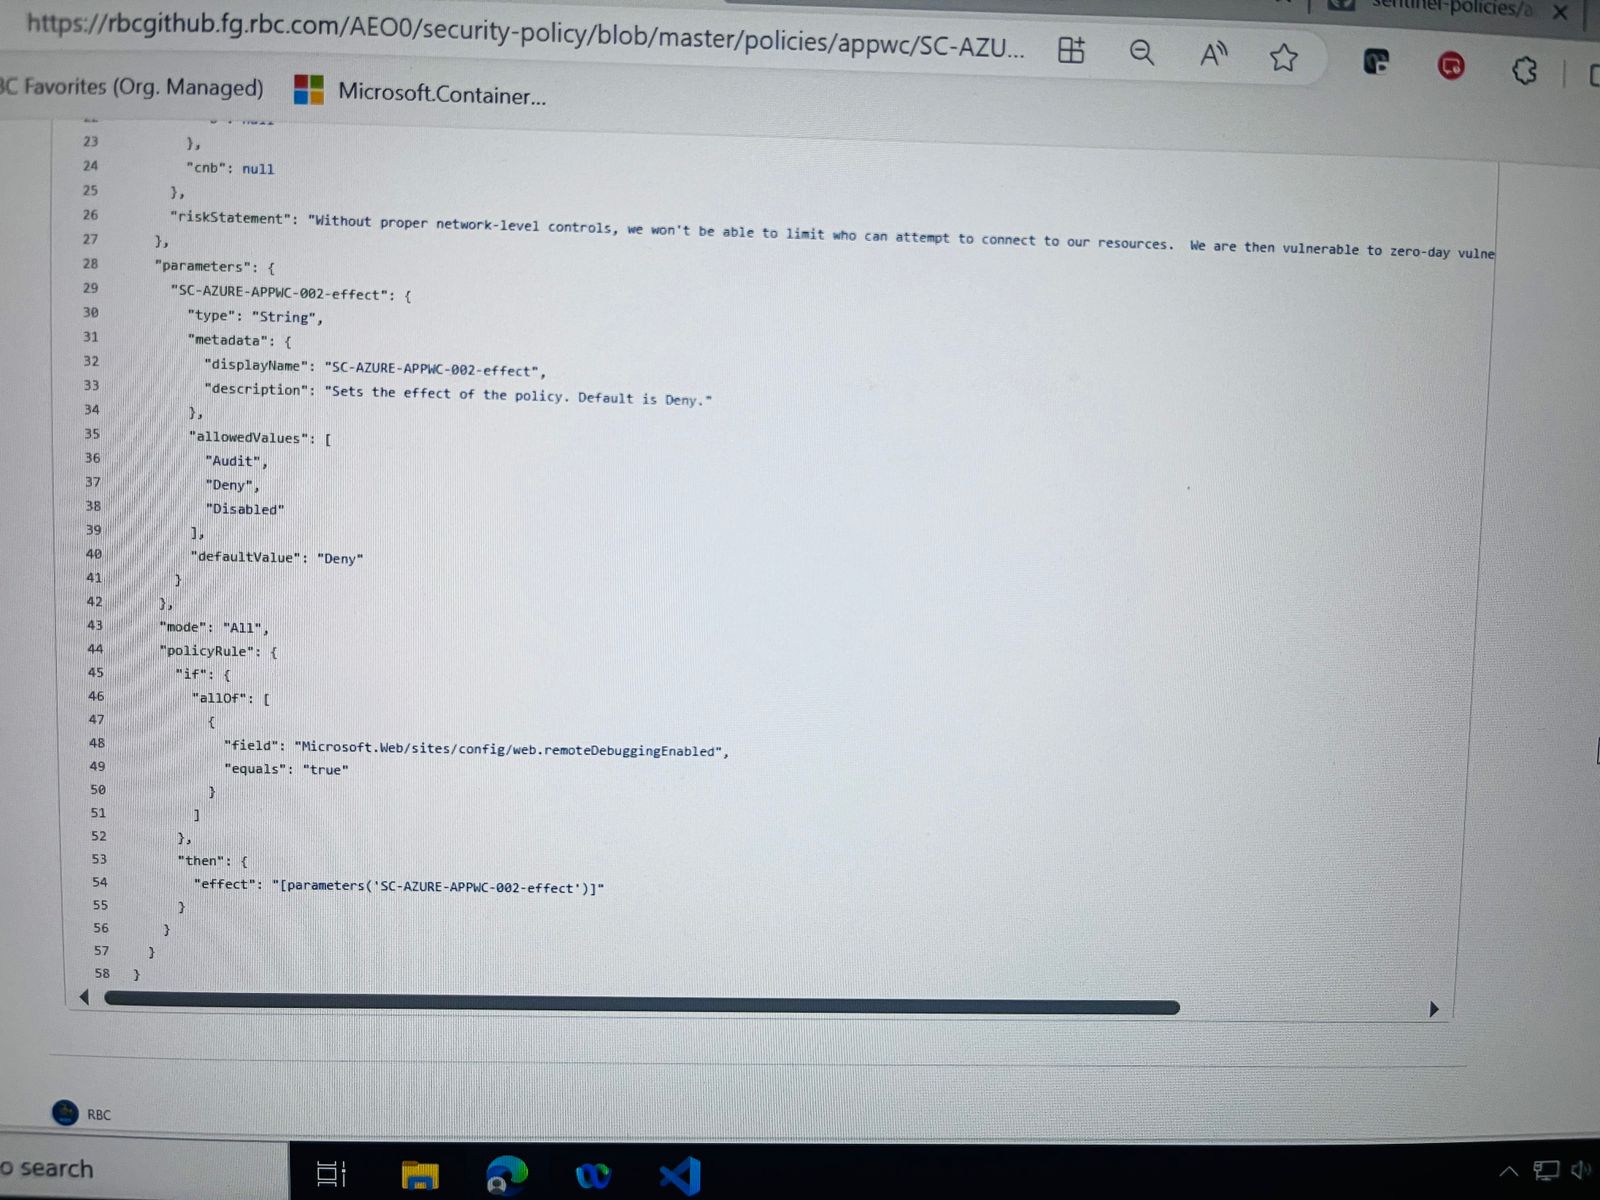 sentinel-policies/a
https://rbcgithub.fg.rbc.com/AEO0/security-policy/blob/master/policies/appwc/SC-AZU...
BC Favorites (Org. Managed)
Microsoft.Container...
23 },
24 "cnb": null
25 },
26 "riskStatement": "Without proper network-level controls, we won't be able to limit who can attempt to connect to our resources.  We are then vulnerable to zero-day vulne
27 },
28 "parameters": {
29 "SC-AZURE-APPWC-002-effect": {
30 "type": "String",
31 "metadata": {
32 "displayName": "SC-AZURE-APPWC-002-effect",
33 "description": "Sets the effect of the policy. Default is Deny."
34 },
35 "allowedValues": [
36 "Audit",
37 "Deny",
38 "Disabled"
39 ],
40 "defaultValue": "Deny"
41 }
42 },
43 "mode": "All",
44 "policyRule": {
45 "if": {
46 "allOf": [
47 {
48 "field": "Microsoft.Web/sites/config/web.remoteDebuggingEnabled",
49 "equals": "true"
50 }
51 ]
52 },
53 "then": {
54 "effect": "[parameters('SC-AZURE-APPWC-002-effect')]"
55 }
56 }
57 }
58 }
RBC
o search